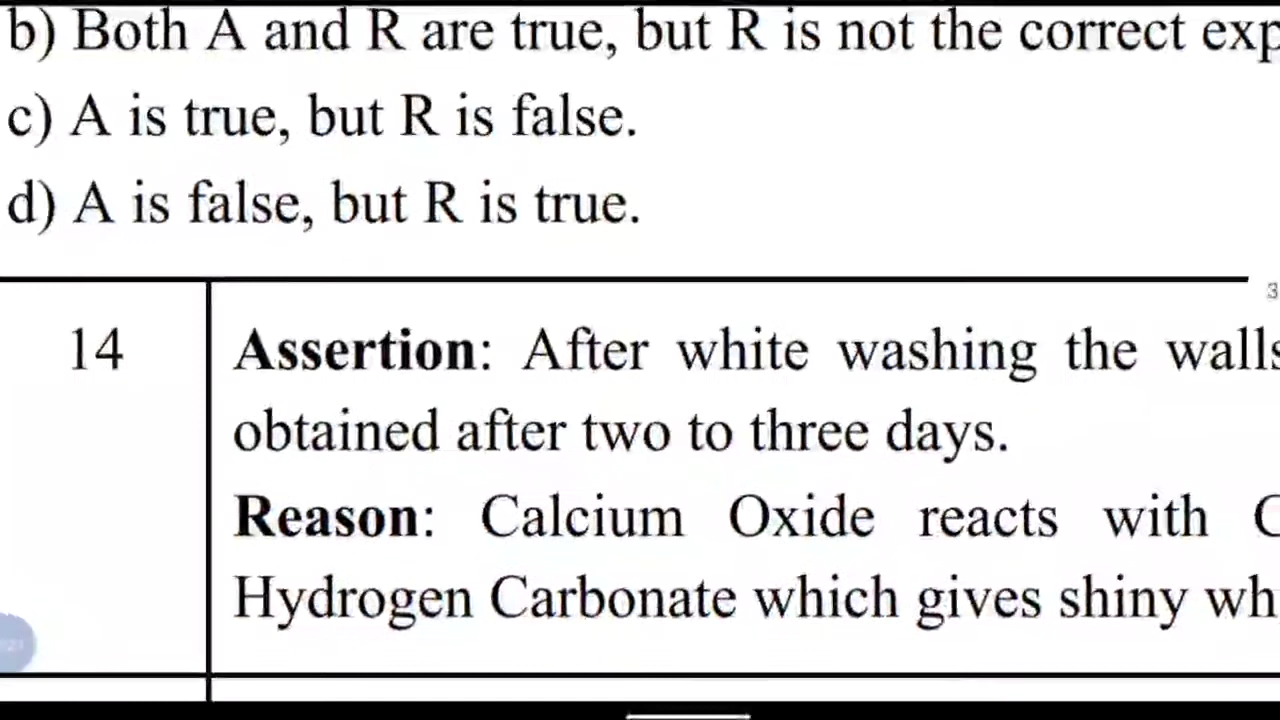 b) Both A and R are true, but R is not the correct
c) A is true, but R is false.
d) A is false, but R is true.
3
14
Assertion: After white washing the walls
obtained after two to three days.
Reason: Calcium Oxide reacts with
Hydrogen Carbonate which gives shiny